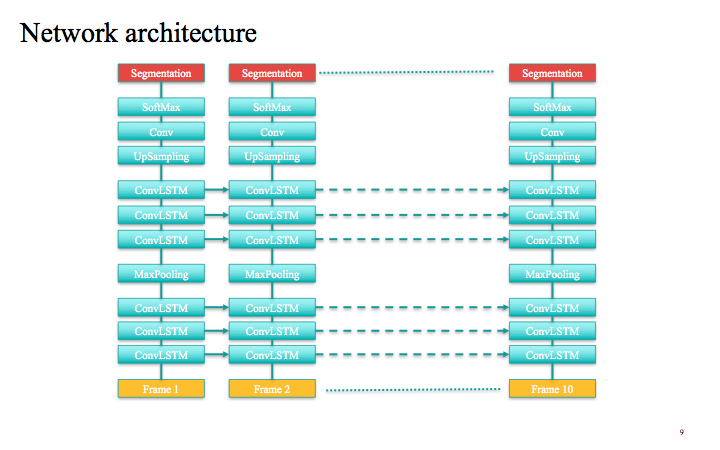 Network architecture
Segmentation Segmentation Segmentation
SoftMax SoftMax SoftMax
Conv Conv Conv
UpSampling UpSampling UpSampling
ConvLSTM ConvLSTM ConvLSTM
ConvLSTM ConvLSTM ConvLSTM
ConvLSTM ConvLSTM ConvLSTM
MaxPooling MaxPooling MaxPooling
ConvLSTM ConvLSTM ConvLSTM
ConvLSTM ConvLSTM ConvLSTM
ConvLSTM ConvLSTM ConvLSTM
Frame 1 Frame 2 Frame 10
9